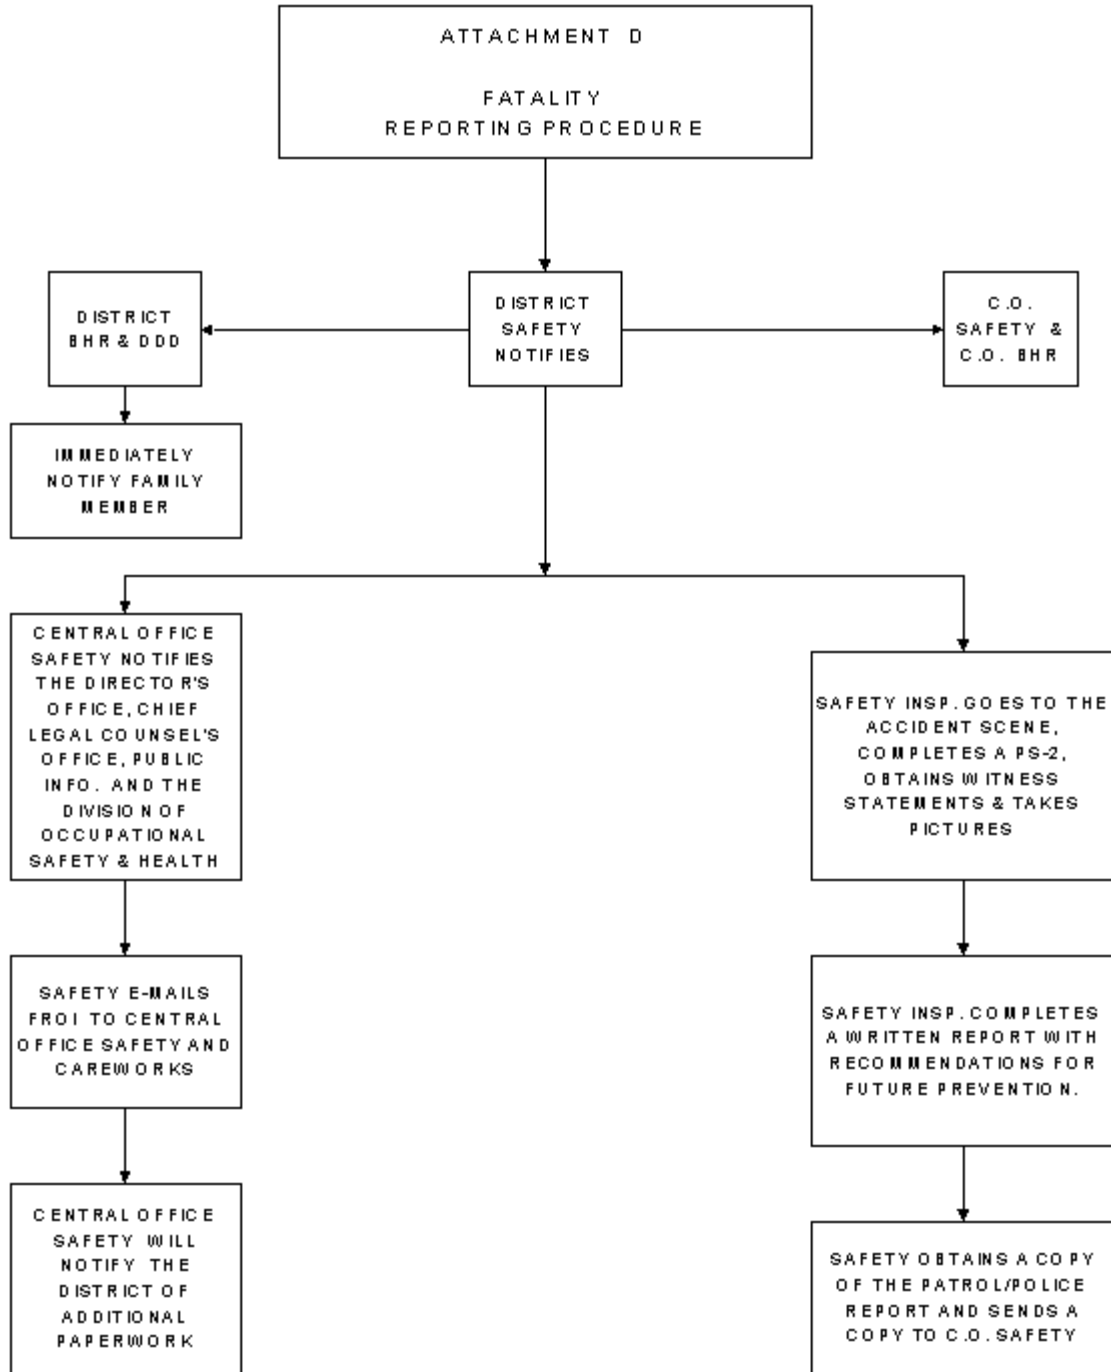 ATTACHMENT D
FATALITY
REPORTING PROCEDURE
DISTRICT
BHR & DDD
DISTRICT
SAFETY
NOTIFIES
C.O.
SAFETY &
C.O. BHR
IMMEDIATELY
NOTIFY FAMILY
MEMBER
CENTRAL OFFICE
SAFETY NOTIFIES
THE DIRECTOR'S
OFFICE, CHIEF
LEGAL COUNSEL'S
OFFICE, PUBLIC
INFO. AND THE
DIVISION OF
OCCUPATIONAL
SAFETY & HEALTH
SAFETY INSP. GOES TO THE
ACCIDENT SCENE,
COMPLETES A PS-2,
OBTAINS WITNESS
STATEMENTS & TAKES
PICTURES
SAFETY E-MAILS
FROI TO CENTRAL
OFFICE SAFETY AND
CAREWORKS
SAFETY INSP. COMPLETES
A WRITTEN REPORT WITH
RECOMMENDATIONS FOR
FUTURE PREVENTION.
CENTRAL OFFICE
SAFETY WILL
NOTIFY THE
DISTRICT OF
ADDITIONAL
PAPERWORK
SAFETY OBTAINS A COPY
OF THE PATROL/POLICE
REPORT AND SENDS A
COPY TO C.O. SAFETY